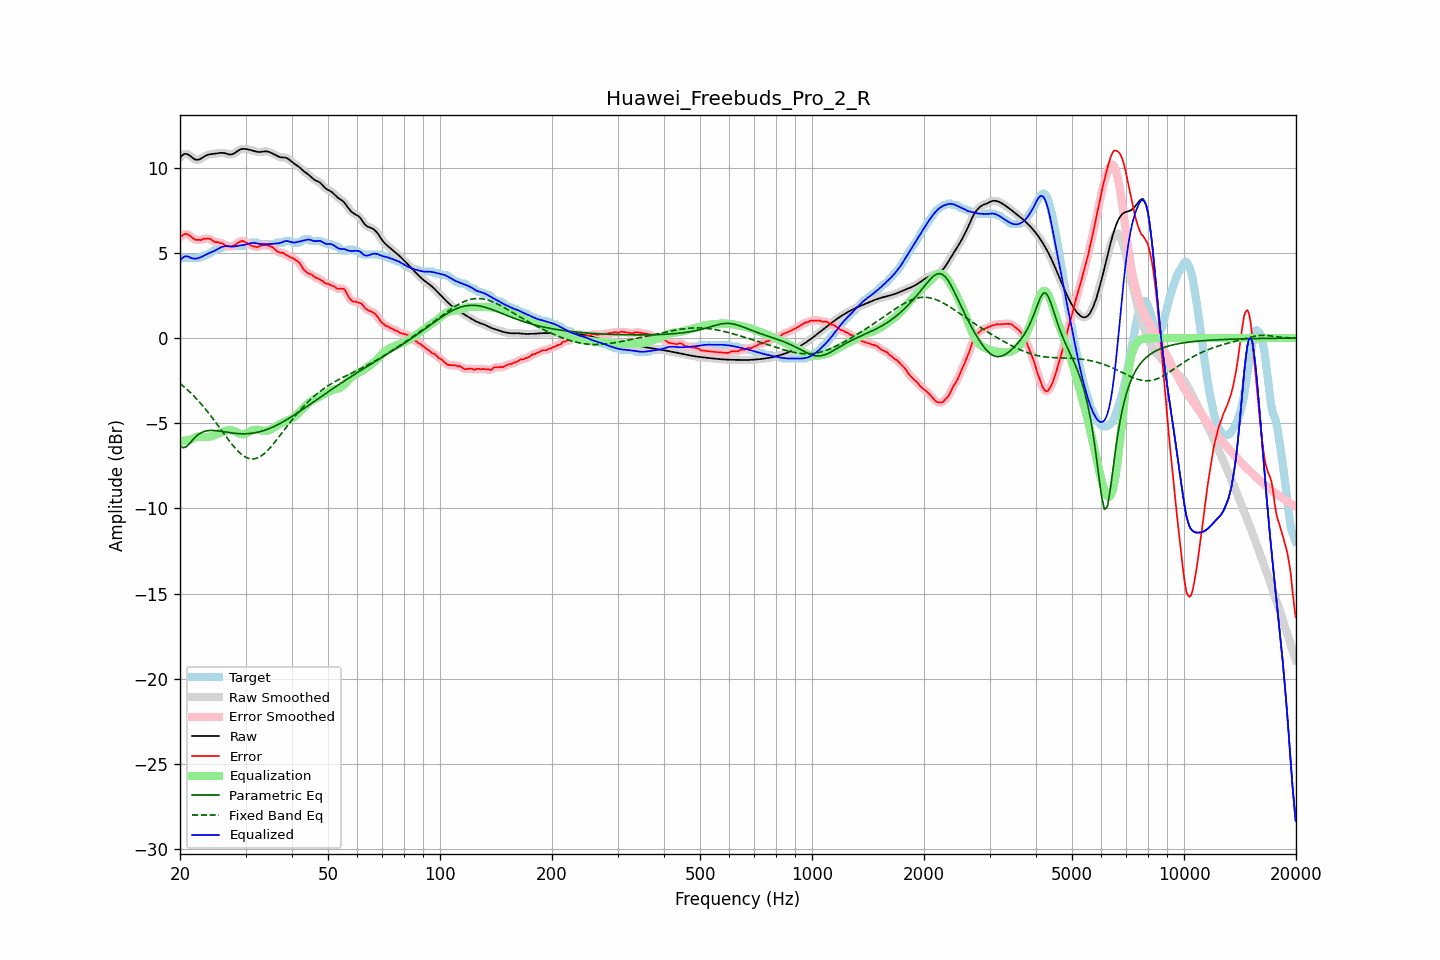 Huawei_Freebuds_Pro_2_R
Amplitude (dBr)
10
5
0
−5
−10
−15
−20
−25
−30
Target
Raw Smoothed
Error Smoothed
Raw
Error
Equalization
Parametric Eq
Fixed Band Eq
Equalized
20 50 100 200 500 1000 2000 5000 10000 20000
Frequency (Hz)